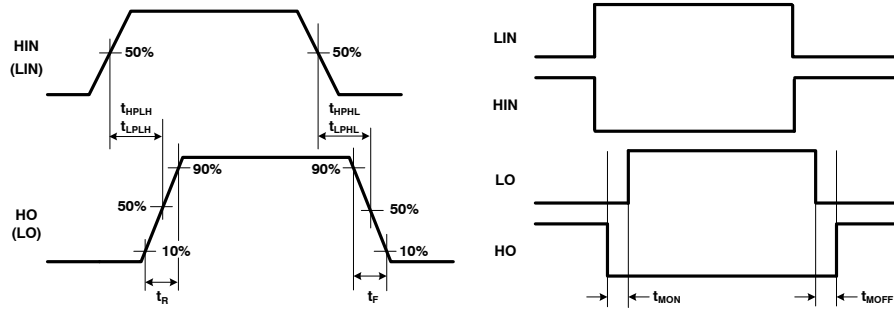 HIN
(LIN)
50%
50%
tHPLH
tLPLH
tHPHL
tLPHL
90%
90%
HO
(LO)
50%
50%
10%
10%
tR
tF
LIN
HIN
LO
HO
tMON
tMOFF